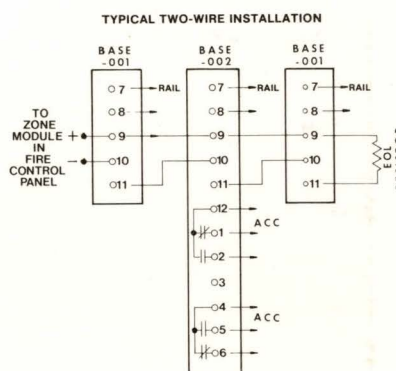 TYPICAL TWO-WIRE INSTALLATION
BASE
-001
BASE
-002
BASE
-001
7 RAIL
8
9
10
11
7 RAIL
8
9
10
11
12
1
2
3
4
5
6
ACC
ACC
7 RAIL
8
9
10
11
TO
ZONE
MODULE +
IN
FIRE −
CONTROL
PANEL
EOL